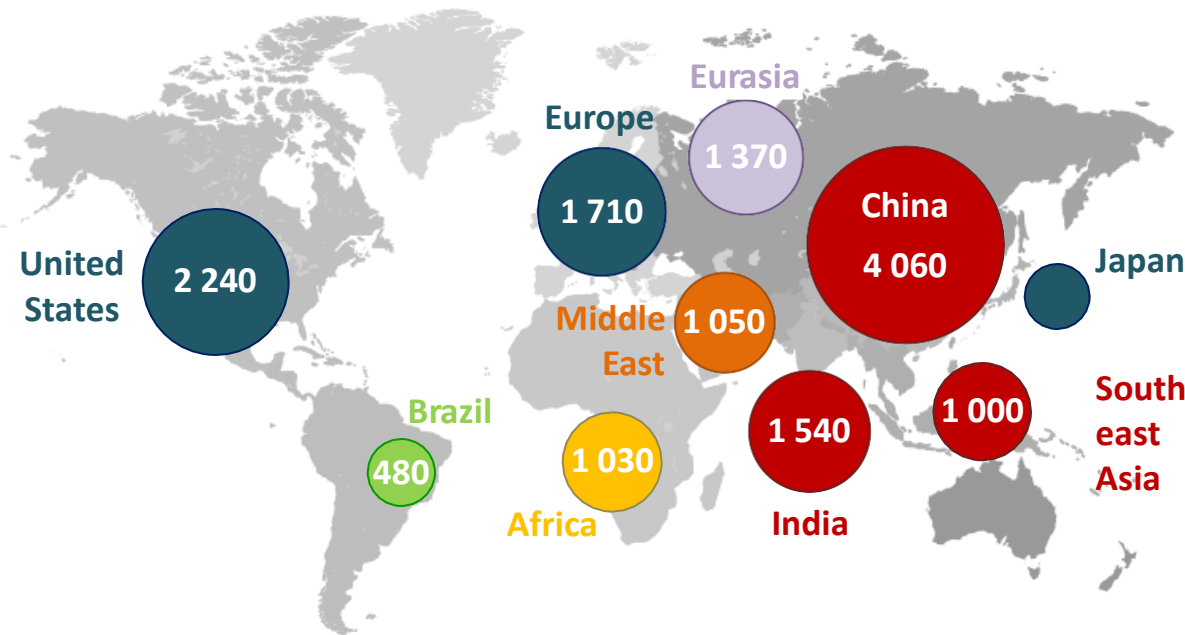 Eurasia
1 370
Europe
1 710
China
4 060
United
States
2 240
Japan
Middle
East
1 050
Brazil
480
Africa
1 030
India
1 540
South
east
Asia
1 000